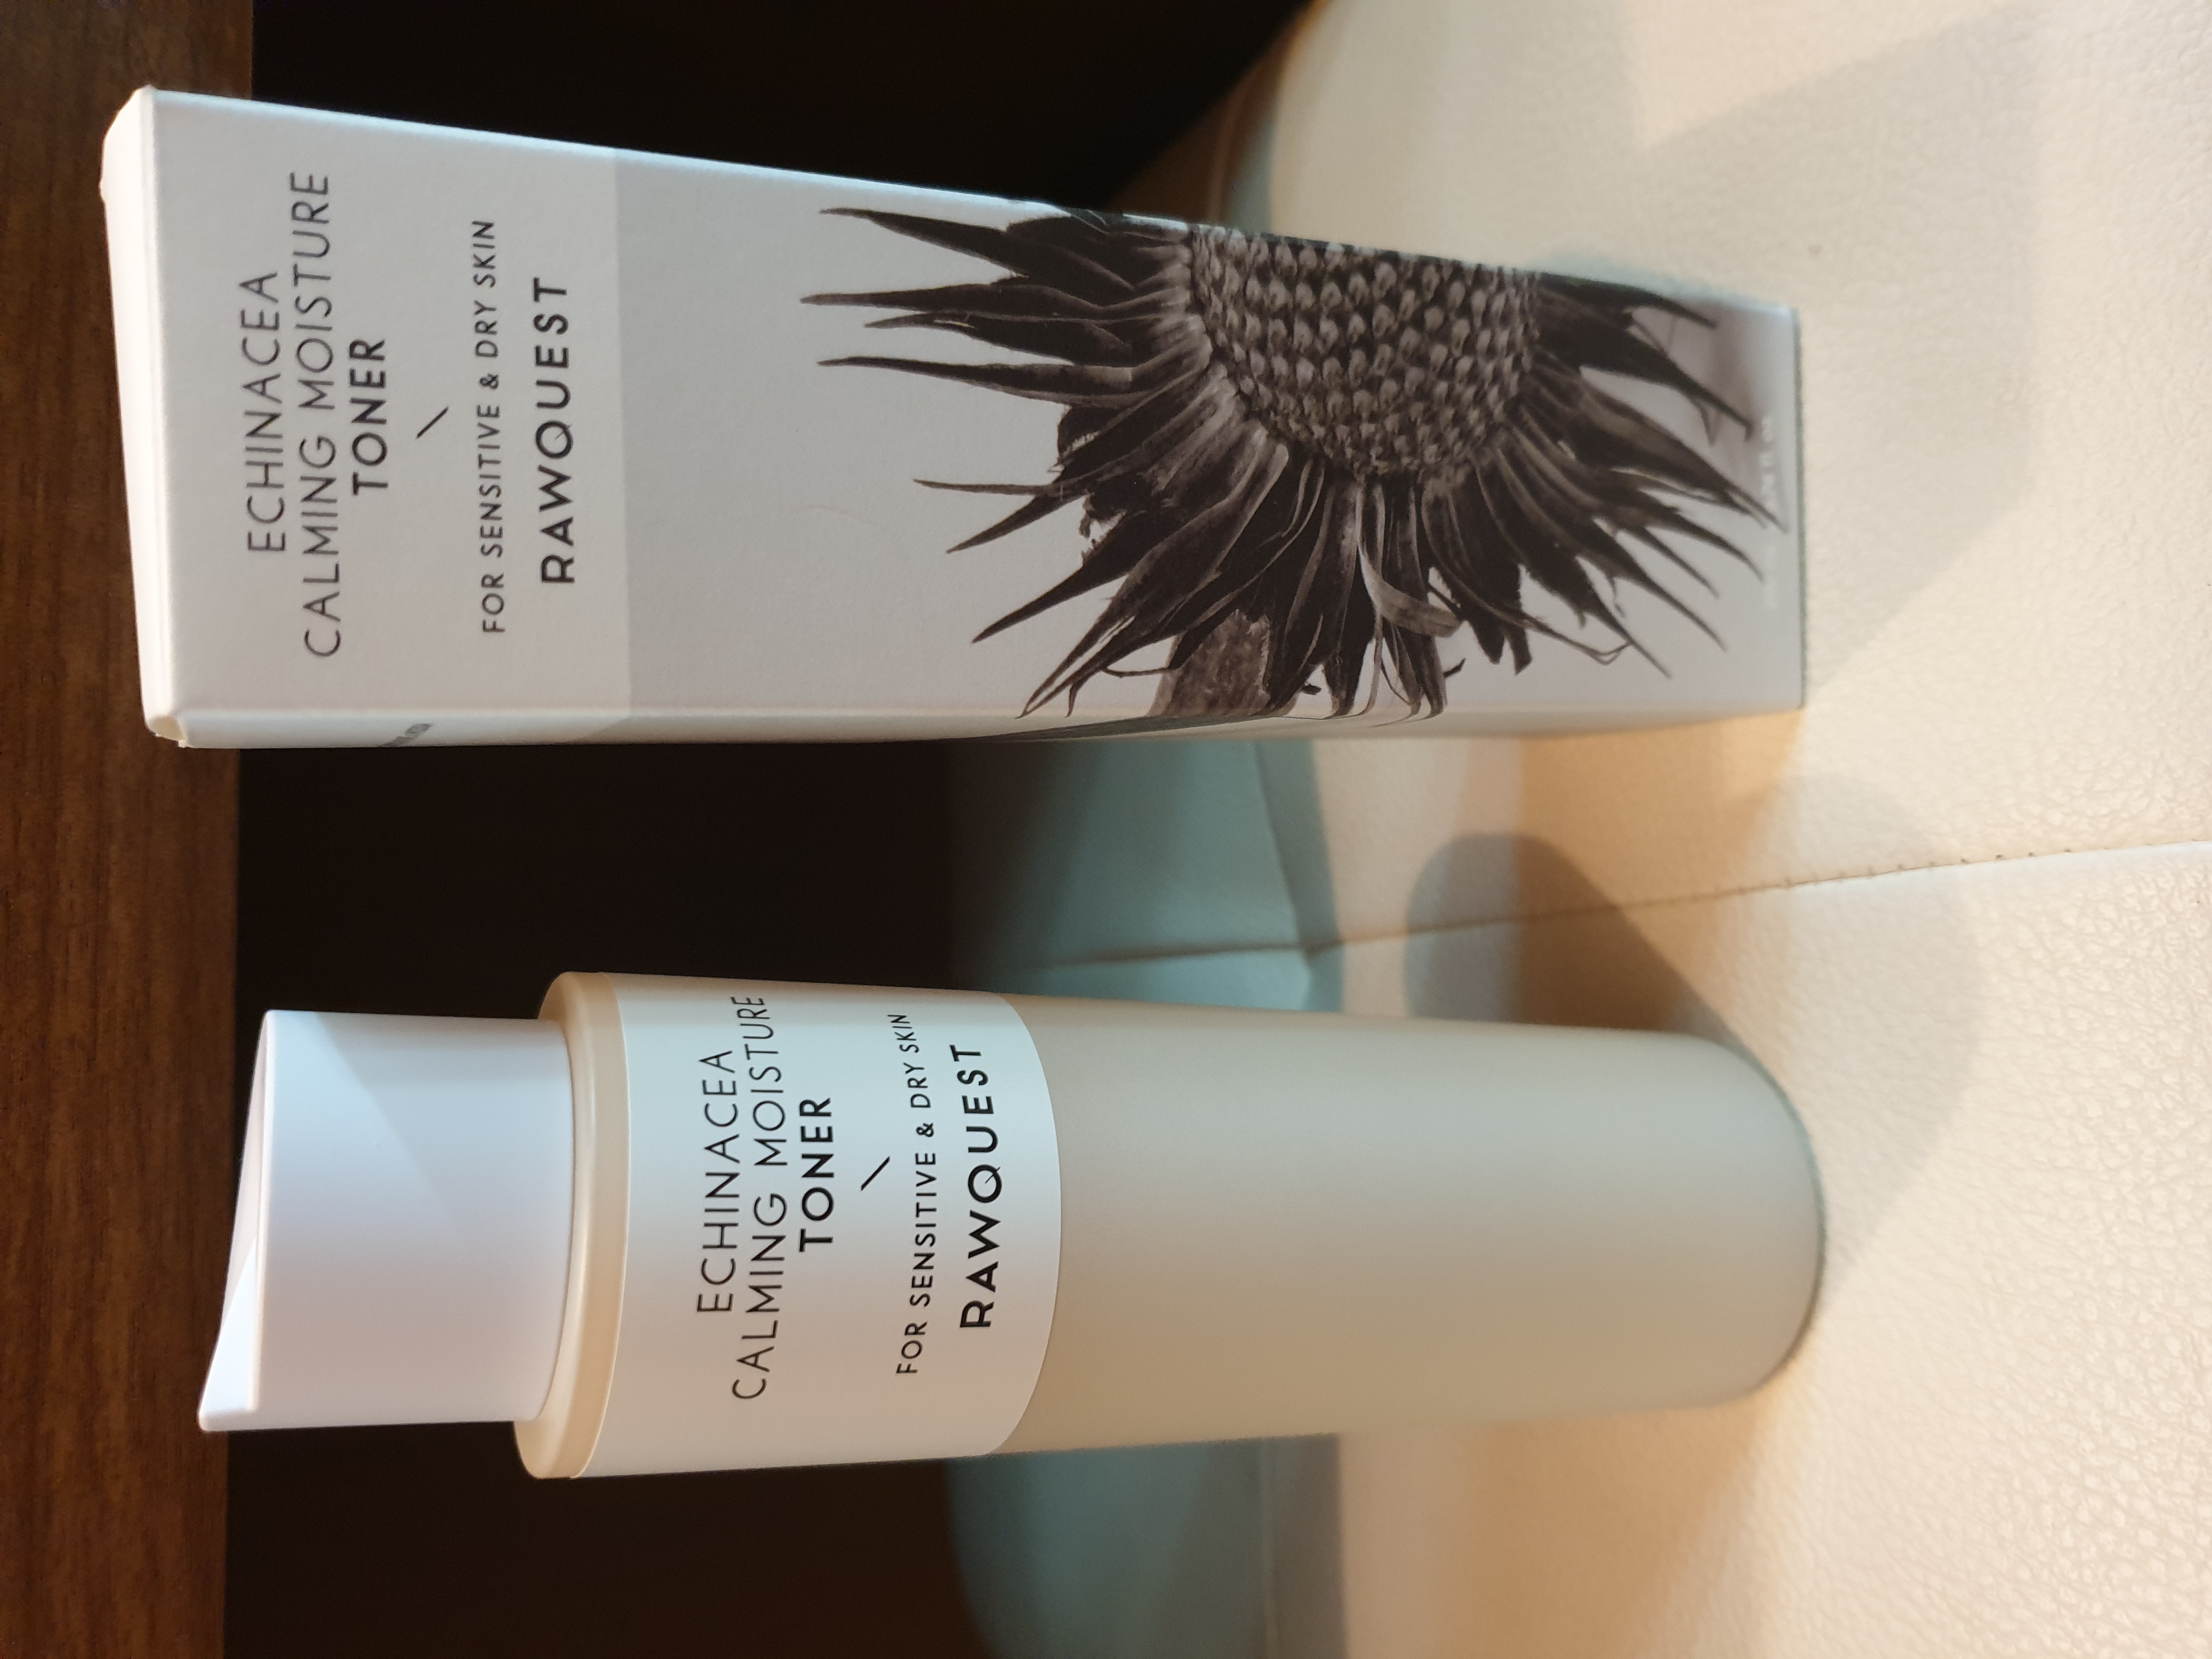 ECHINACEA
CALMING MOISTURE
TONER
FOR SENSITIVE & DRY SKIN
RAWQUEST
ECHINACEA
CALMING MOISTURE
TONER
FOR SENSITIVE & DRY SKIN
RAWQUEST